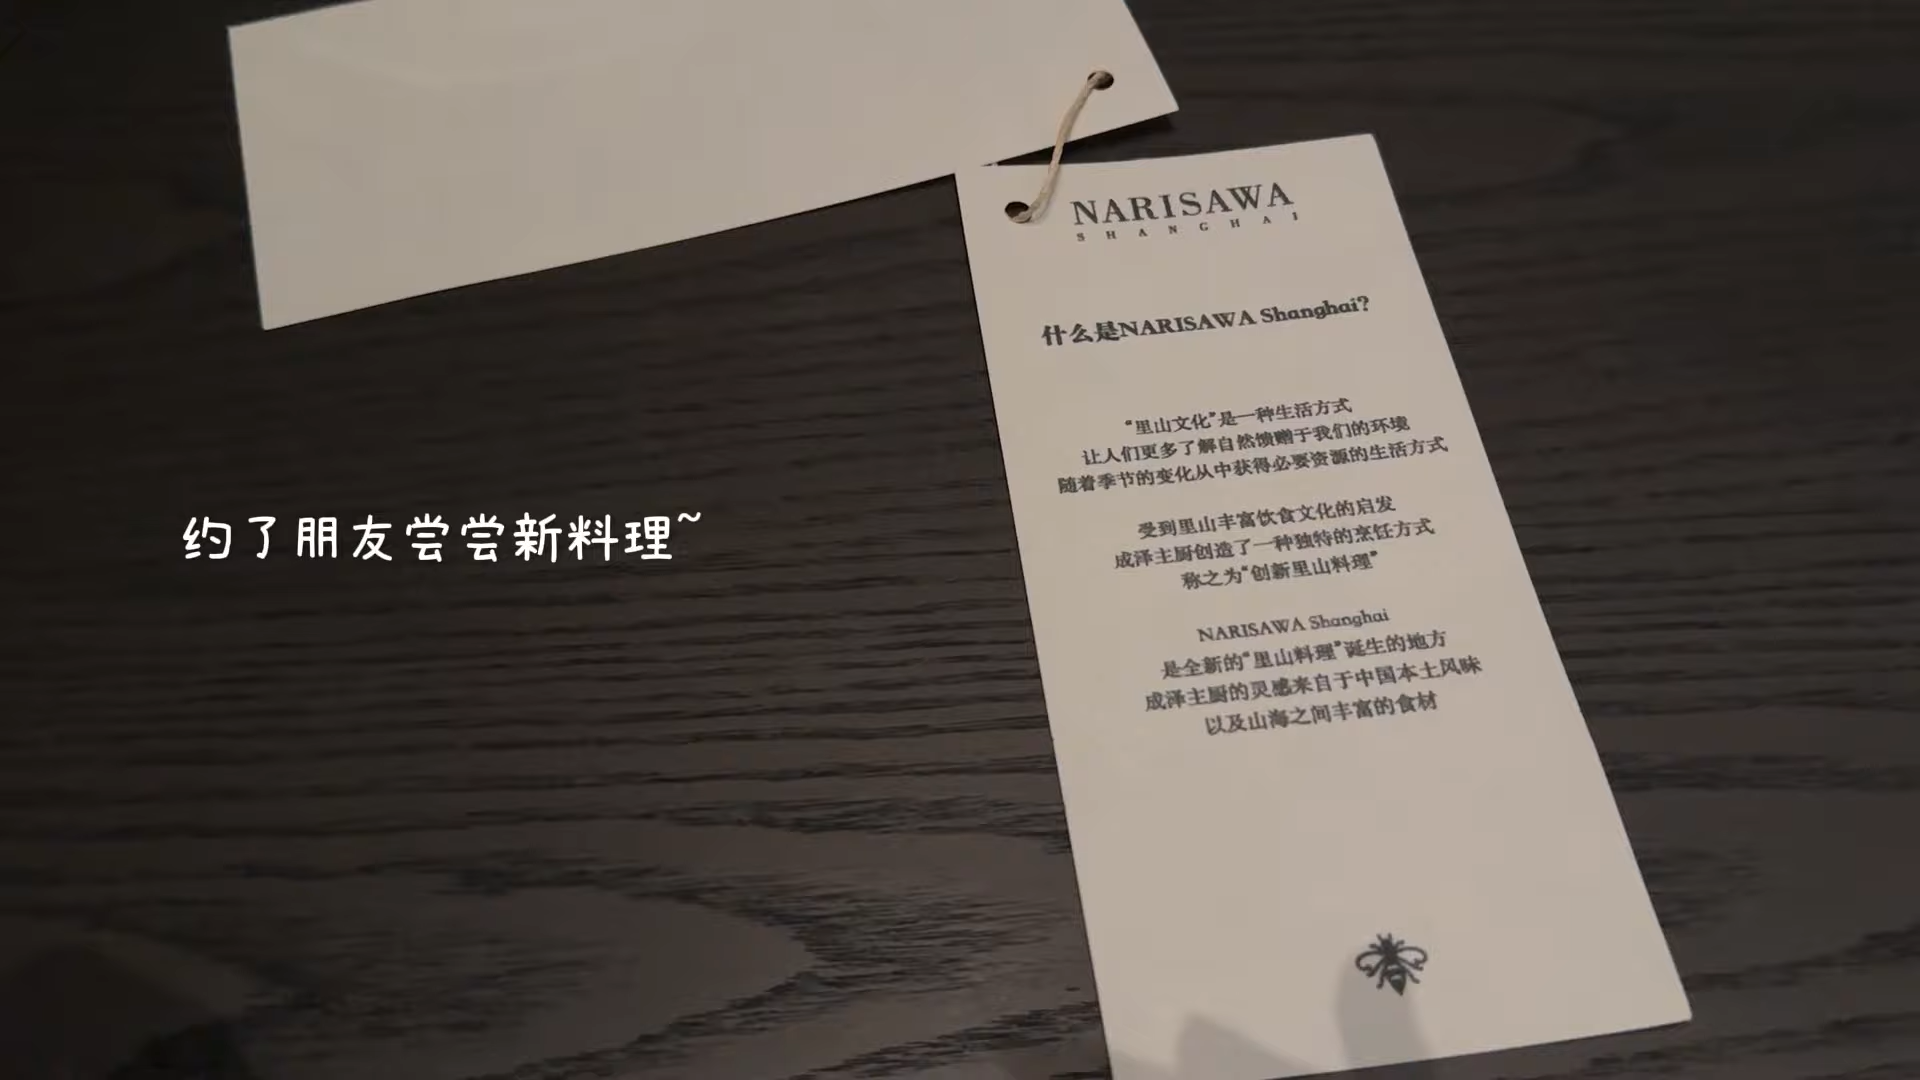 约了朋友尝尝新料理~
NARISAWA
SHANGHAI
什么是NARISAWA Shanghai?
“里山文化”是一种生活方式
让人们更多了解自然馈赠于我们的环境
随着季节的变化从中获得必要资源的生活方式
受到里山丰富饮食文化的启发
成泽主厨创造了一种独特的烹饪方式
称之为“创新里山料理”
NARISAWA Shanghai
是全新的“里山料理”诞生的地方
成泽主厨的灵感来自于中国本土风味
以及山海之间丰富的食材